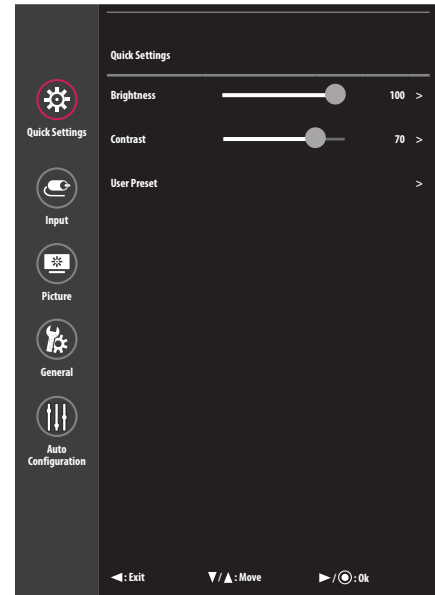 Quick Settings
Brightness 100 >
Contrast 70 >
User Preset >
Quick Settings
Input
Picture
General
Auto
Configuration
◄ : Exit ▼/▲ : Move ►/◉ : Ok